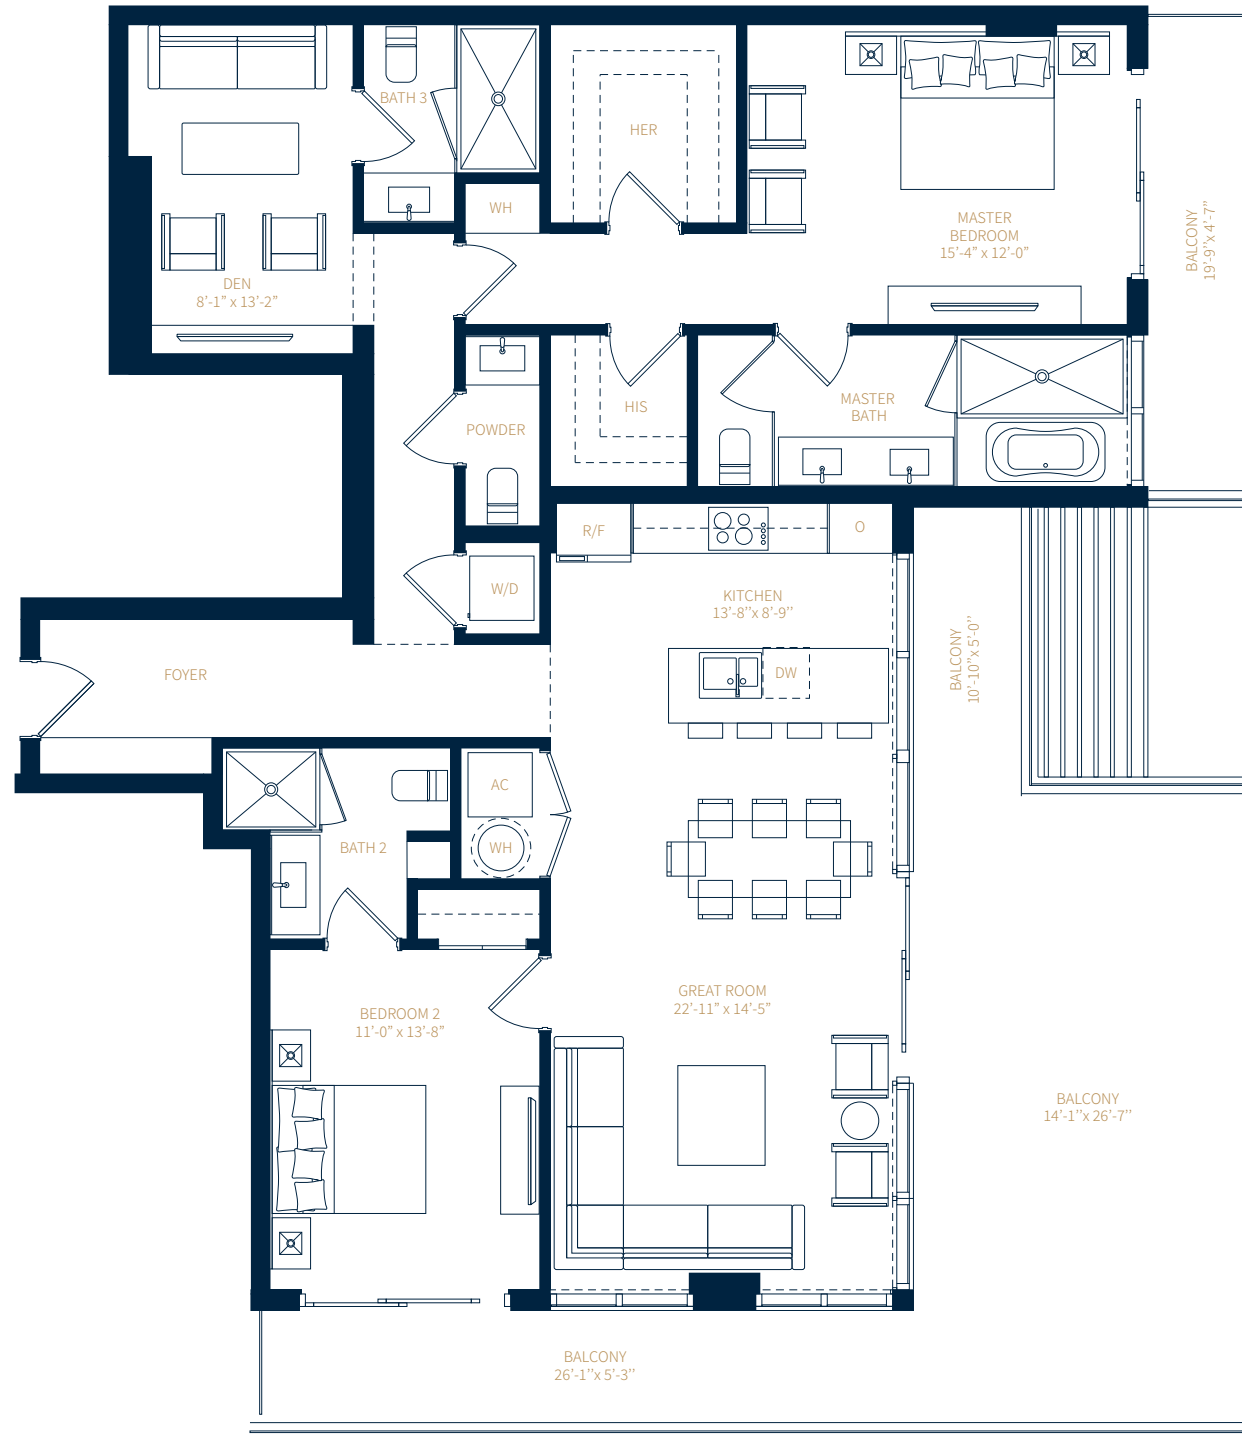 BATH 3
HER
WH
MASTER
BEDROOM
15'-4" x 12'-0"
BALCONY
19'-9''x 4'-7''
DEN
8'-1" x 13'-2"
HIS
MASTER
BATH
POWDER
R/F
O
W/D
KITCHEN
13'-8''x 8'-9''
BALCONY
10'-10''x 5'-0''
FOYER
DW
AC
WH
BATH 2
GREAT ROOM
22'-11" x 14'-5"
BEDROOM 2
11'-0" x 13'-8"
BALCONY
14'-1''x 26'-7''
BALCONY
26'-1''x 5'-3''